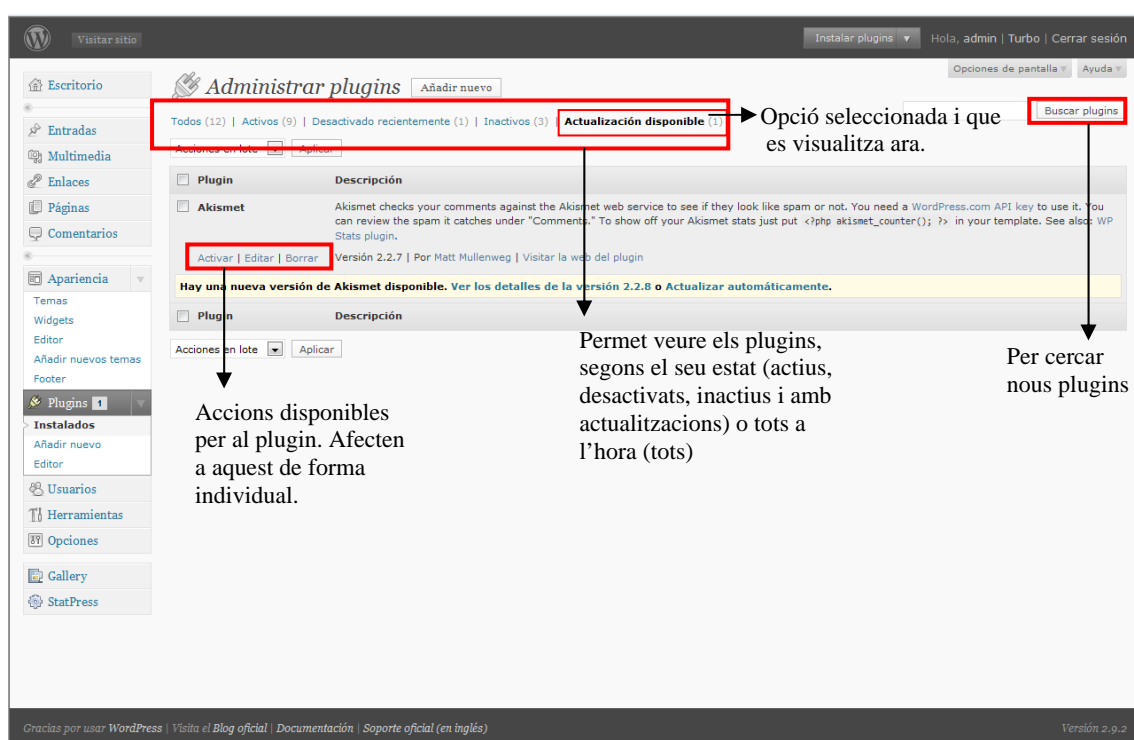 Visitar sitio
Instalar plugins
Hola, admin | Turbo | Cerrar sesión
Opciones de pantalla
Ayuda
Escritorio
Entradas
Multimedia
Enlaces
Páginas
Comentarios
Apariencia
Temas
Widgets
Editor
Añadir nuevos temas
Footer
Plugins 1
Instalados
Añadir nuevo
Editor
Usuarios
Herramientas
Opciones
Gallery
StatPress
Administrar plugins Añadir nuevo
Todos (12) | Activos (9) | Desactivado recientemente (1) | Inactivos (3) | Actualización disponible (1)
Buscar plugins
Acciones en lote Aplicar
Plugin Descripción
Akismet
Akismet checks your comments against the Akismet web service to see if they look like spam or not. You need a WordPress.com API key to use it. You
can review the spam it catches under "Comments." To show off your Akismet stats just put <?php akismet_counter(); ?> in your template. See also: WP
Stats plugin.
Activar | Editar | Borrar
Versión 2.2.7 | Por Matt Mullenweg | Visitar la web del plugin
Hay una nueva versión de Akismet disponible. Ver los detalles de la versión 2.2.8 o Actualizar automáticamente.
Plugin Descripción
Acciones en lote Aplicar
Opció seleccionada i que
es visualitza ara.
Accions disponibles
per al plugin. Afecten
a aquest de forma
individual.
Permet veure els plugins,
segons el seu estat (actius,
desactivats, inactius i amb
actualitzacions) o tots a
l’hora (tots)
Per cercar
nous plugins
Gracias por usar WordPress | Visita el Blog oficial | Documentación | Soporte oficial (en inglés)
Versión 2.9.2